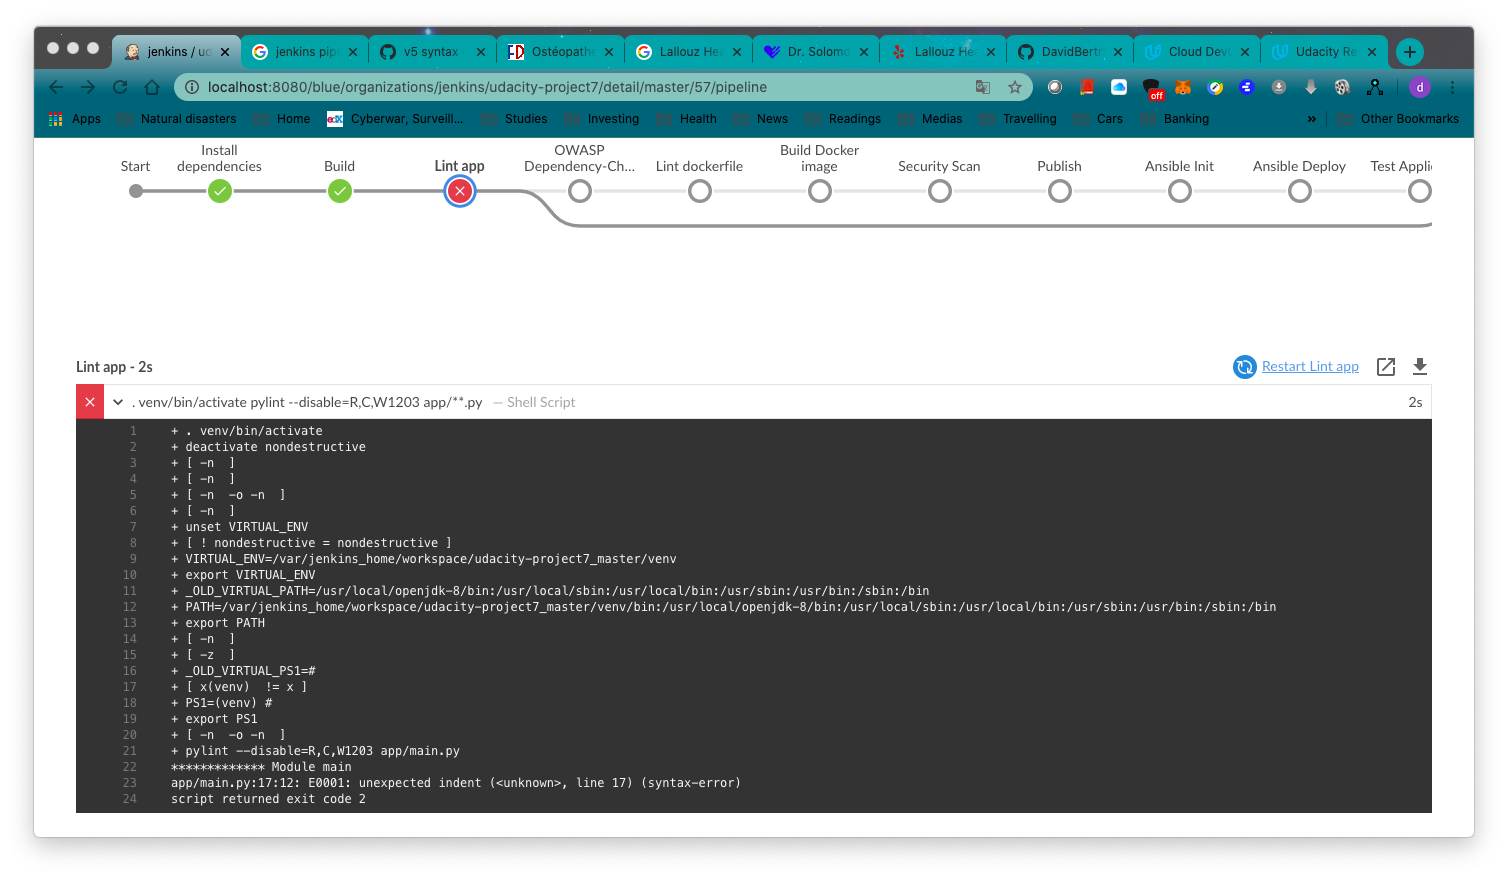 jenkins / ud
jenkins pip
v5 syntax
Ostéopathe
Lallouz Hea
Dr. Solomo
Lallouz Hea
DavidBertr
Cloud Dev
Udacity Re
localhost:8080/blue/organizations/jenkins/udacity-project7/detail/master/57/pipeline
off
d
Apps
Natural disasters
Home
edX
Cyberwar, Surveill...
Studies
Investing
Health
News
Readings
Medias
Travelling
Cars
Banking
»
Other Bookmarks
Start
Install
dependencies
Build
Lint app
OWASP
Dependency-Ch...
Lint dockerfile
Build Docker
image
Security Scan
Publish
Ansible Init
Ansible Deploy
Test Appli
Lint app - 2s
Restart Lint app
. venv/bin/activate pylint --disable=R,C,W1203 app/**.py — Shell Script
2s
1 + . venv/bin/activate
2 + deactivate nondestructive
3 + [ -n  ]
4 + [ -n  ]
5 + [ -n  -o -n  ]
6 + [ -n  ]
7 + unset VIRTUAL_ENV
8 + [ ! nondestructive = nondestructive ]
9 + VIRTUAL_ENV=/var/jenkins_home/workspace/udacity-project7_master/venv
10 + export VIRTUAL_ENV
11 + _OLD_VIRTUAL_PATH=/usr/local/openjdk-8/bin:/usr/local/sbin:/usr/local/bin:/usr/sbin:/usr/bin:/sbin:/bin
12 + PATH=/var/jenkins_home/workspace/udacity-project7_master/venv/bin:/usr/local/openjdk-8/bin:/usr/local/sbin:/usr/local/bin:/usr/sbin:/usr/bin:/sbin:/bin
13 + export PATH
14 + [ -n  ]
15 + [ -z  ]
16 + _OLD_VIRTUAL_PS1=#
17 + [ x(venv)  != x ]
18 + PS1=(venv) #
19 + export PS1
20 + [ -n  -o -n  ]
21 + pylint --disable=R,C,W1203 app/main.py
22 ************* Module main
23 app/main.py:17:12: E0001: unexpected indent (<unknown>, line 17) (syntax-error)
24 script returned exit code 2